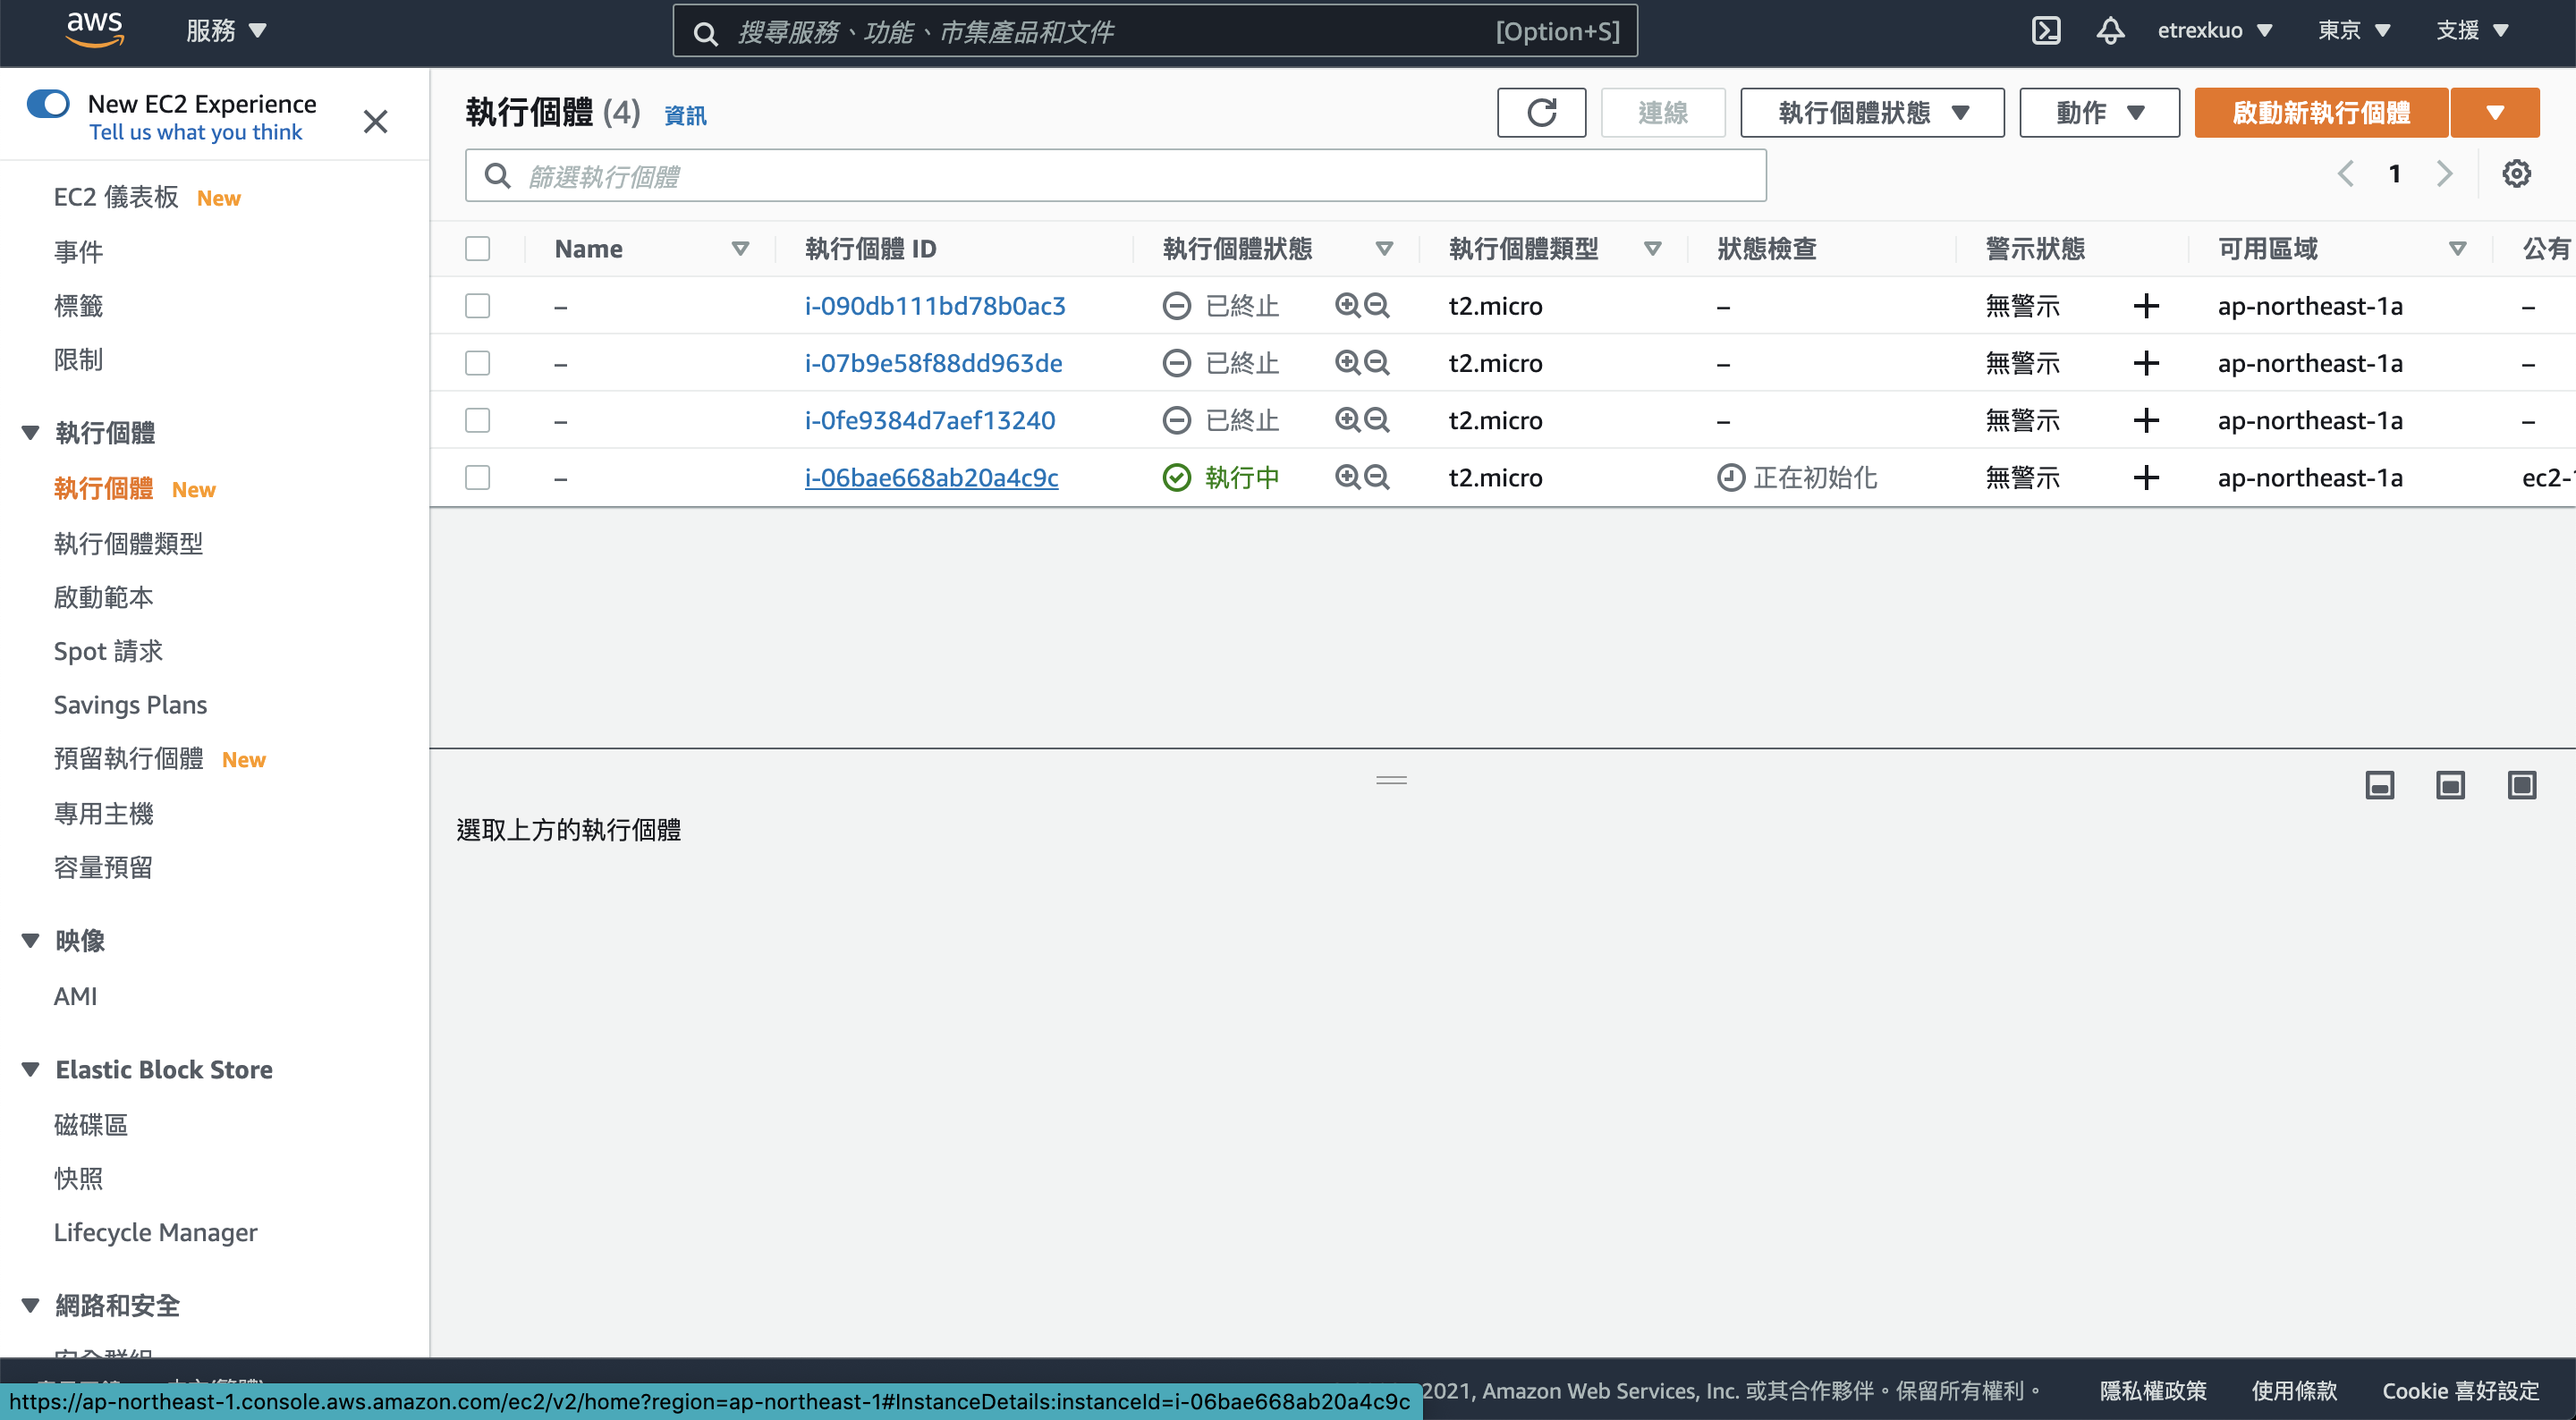 aws
服務
搜尋服務、功能、市集產品和文件 [Option+S]
etrexkuo
東京
支援
New EC2 Experience
Tell us what you think
EC2 儀表板 New
事件
標籤
限制
執行個體
執行個體 New
執行個體類型
啟動範本
Spot 請求
Savings Plans
預留執行個體 New
專用主機
容量預留
映像
AMI
Elastic Block Store
磁碟區
快照
Lifecycle Manager
網路和安全
安全群組
執行個體 (4) 資訊
連線
執行個體狀態
動作
啟動新執行個體
篩選執行個體
1
Name 執行個體 ID 執行個體狀態 執行個體類型 狀態檢查 警示狀態 可用區域 公有
– i-090db111bd78b0ac3 已終止 t2.micro – 無警示 + ap-northeast-1a –
– i-07b9e58f88dd963de 已終止 t2.micro – 無警示 + ap-northeast-1a –
– i-0fe9384d7aef13240 已終止 t2.micro – 無警示 + ap-northeast-1a –
– i-06bae668ab20a4c9c 執行中 t2.micro 正在初始化 無警示 + ap-northeast-1a ec2-
選取上方的執行個體
2021, Amazon Web Services, Inc. 或其合作夥伴。保留所有權利。
隱私權政策
使用條款
Cookie 喜好設定
https://ap-northeast-1.console.aws.amazon.com/ec2/v2/home?region=ap-northeast-1#InstanceDetails:instanceId=i-06bae668ab20a4c9c